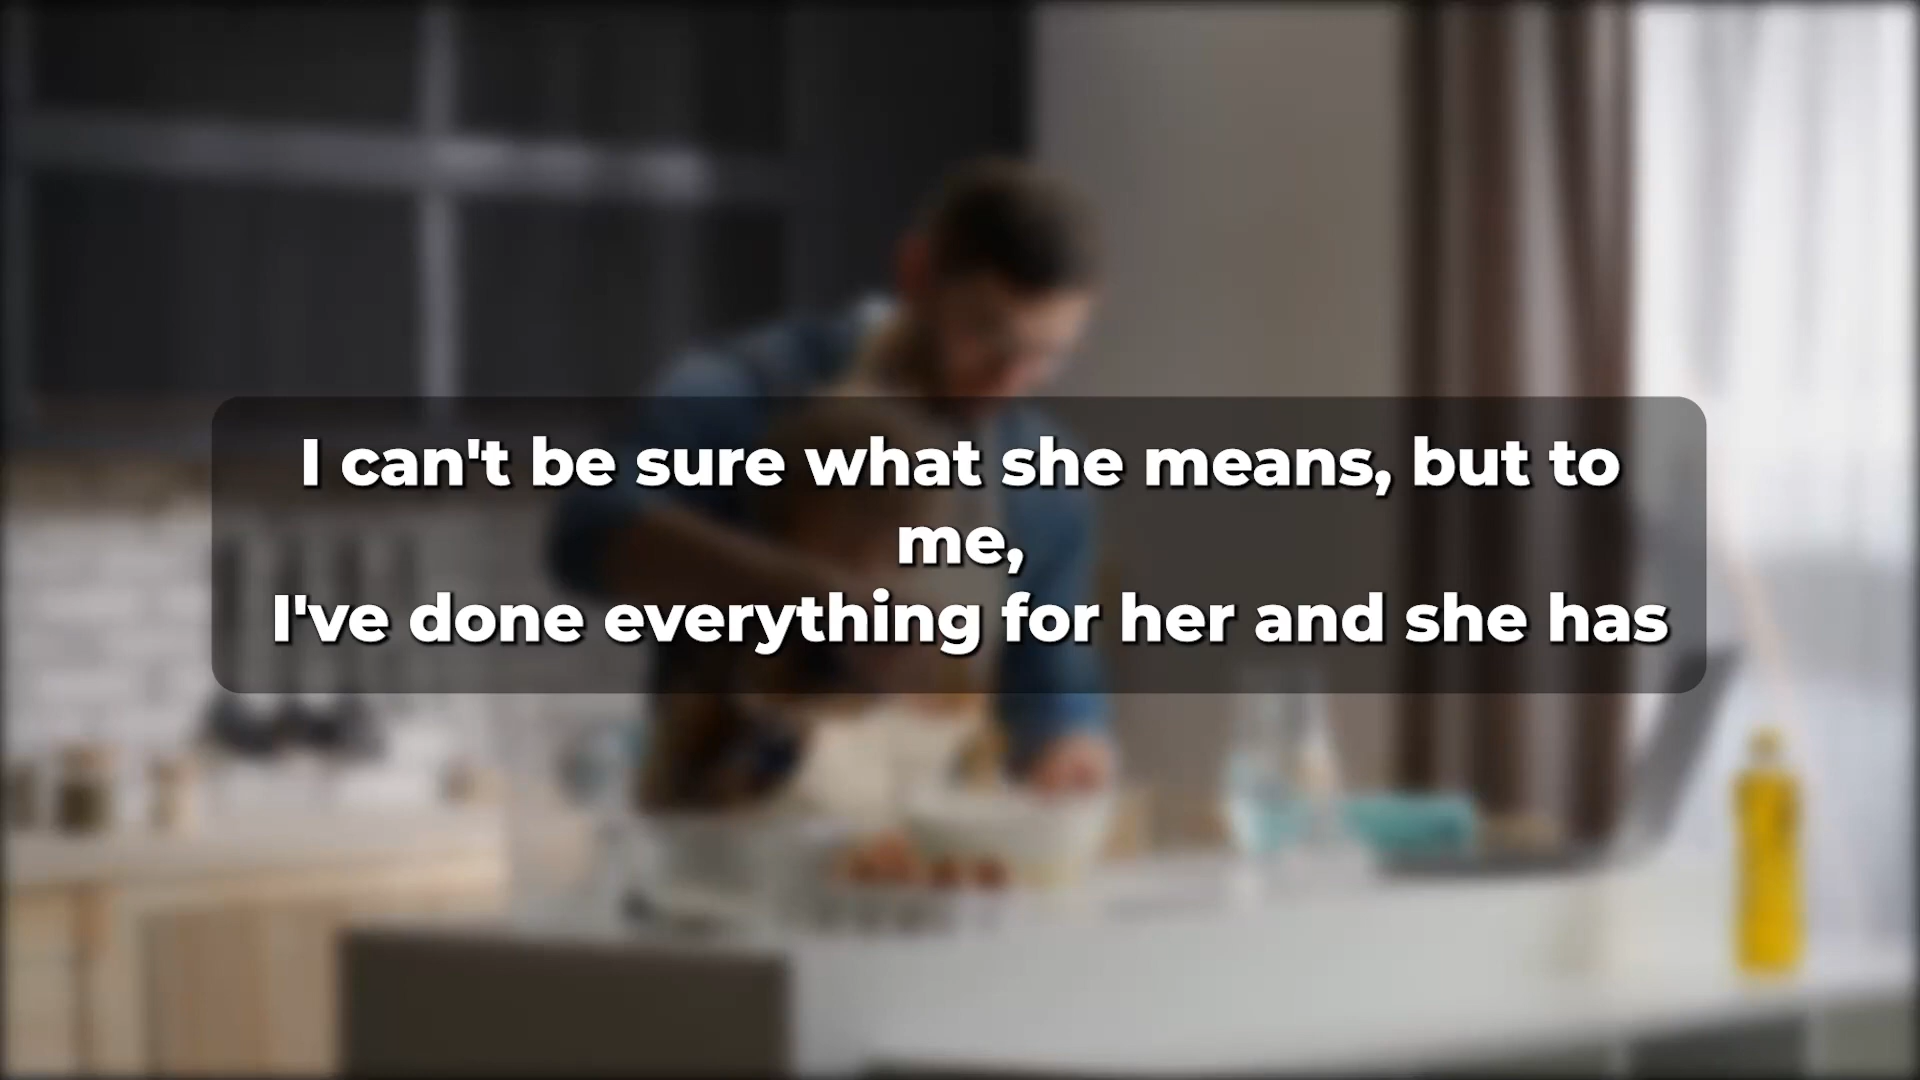 I can't be sure what she means, but to
me,
I've done everything for her and she has